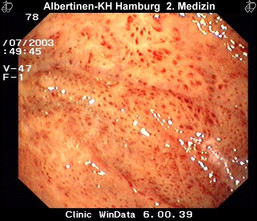 Albertinen-KH Hamburg 2. Medizin
78
/07/2003
:49:45
V-47
F-1
Clinic WinData 6.00.39